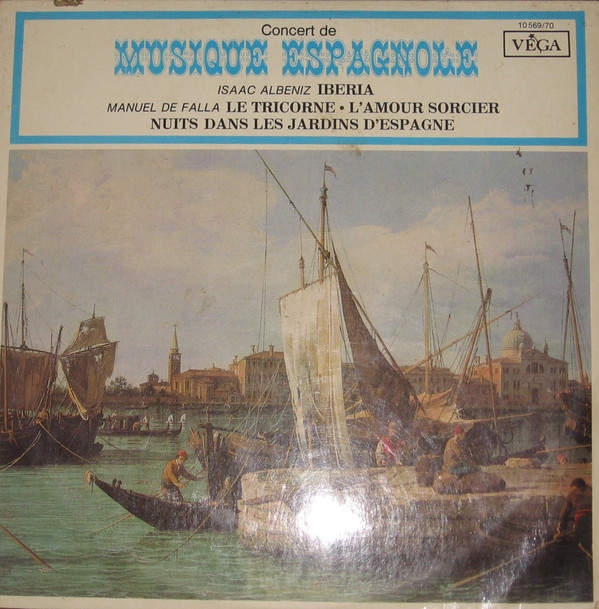 Concert de
10 569/70
MUSIQUE ESPAGNOLE
VÉGA
ISAAC ALBENIZ IBERIA
MANUEL DE FALLA LE TRICORNE • L'AMOUR SORCIER
NUITS DANS LES JARDINS D'ESPAGNE